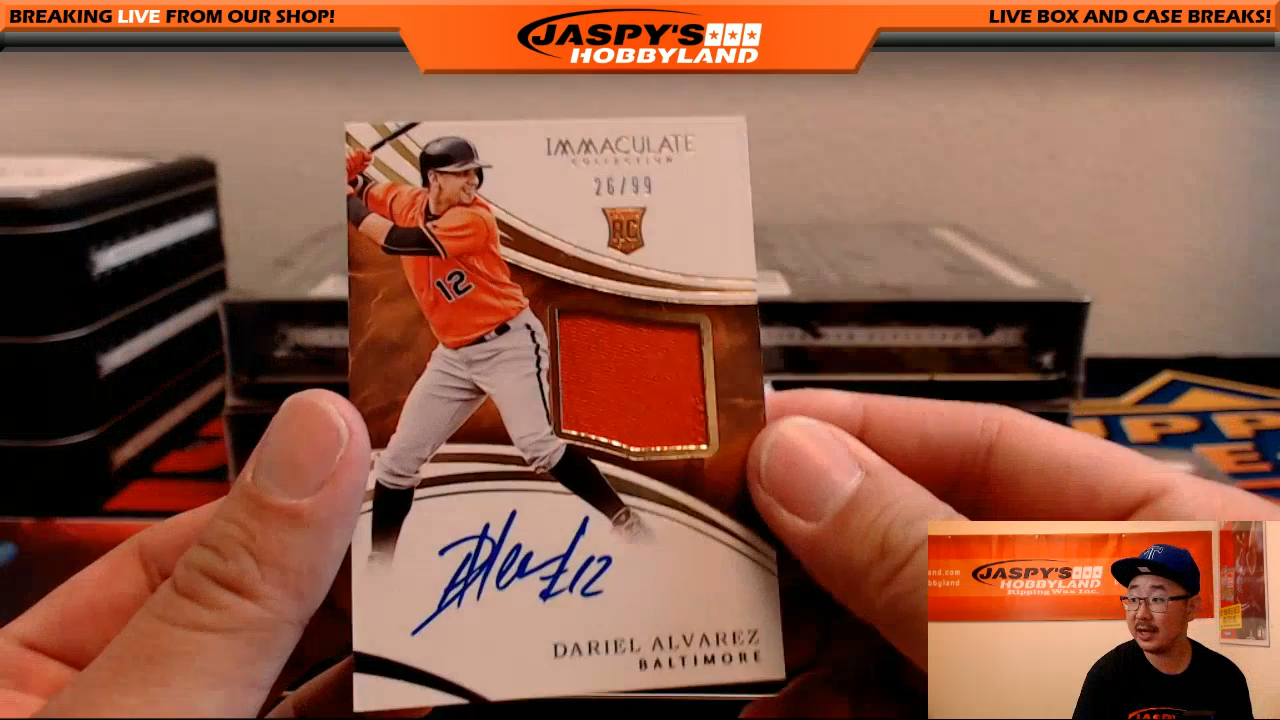 BREAKING LIVE FROM OUR SHOP!
JASPY'S
HOBBYLAND
LIVE BOX AND CASE BREAKS!
IMMACULATE
COLLECTION
26/99
RC
12
12
DARIEL ALVAREZ
BALTIMORE
JASPY'S
HOBBYLAND
Ripping Wax Inc.